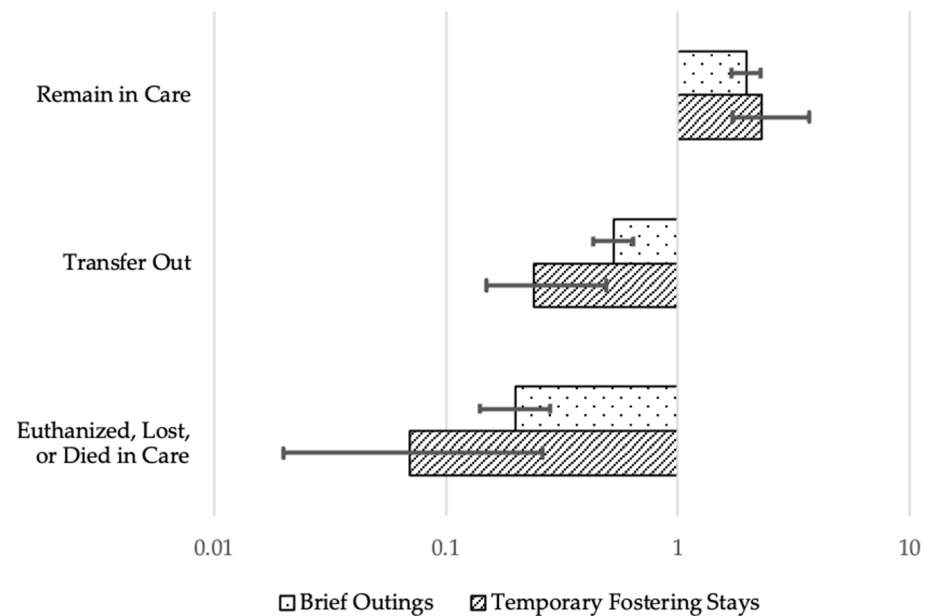 Remain in Care
Transfer Out
Euthanized, Lost,
or Died in Care
0.01 0.1 1 10
Brief Outings Temporary Fostering Stays